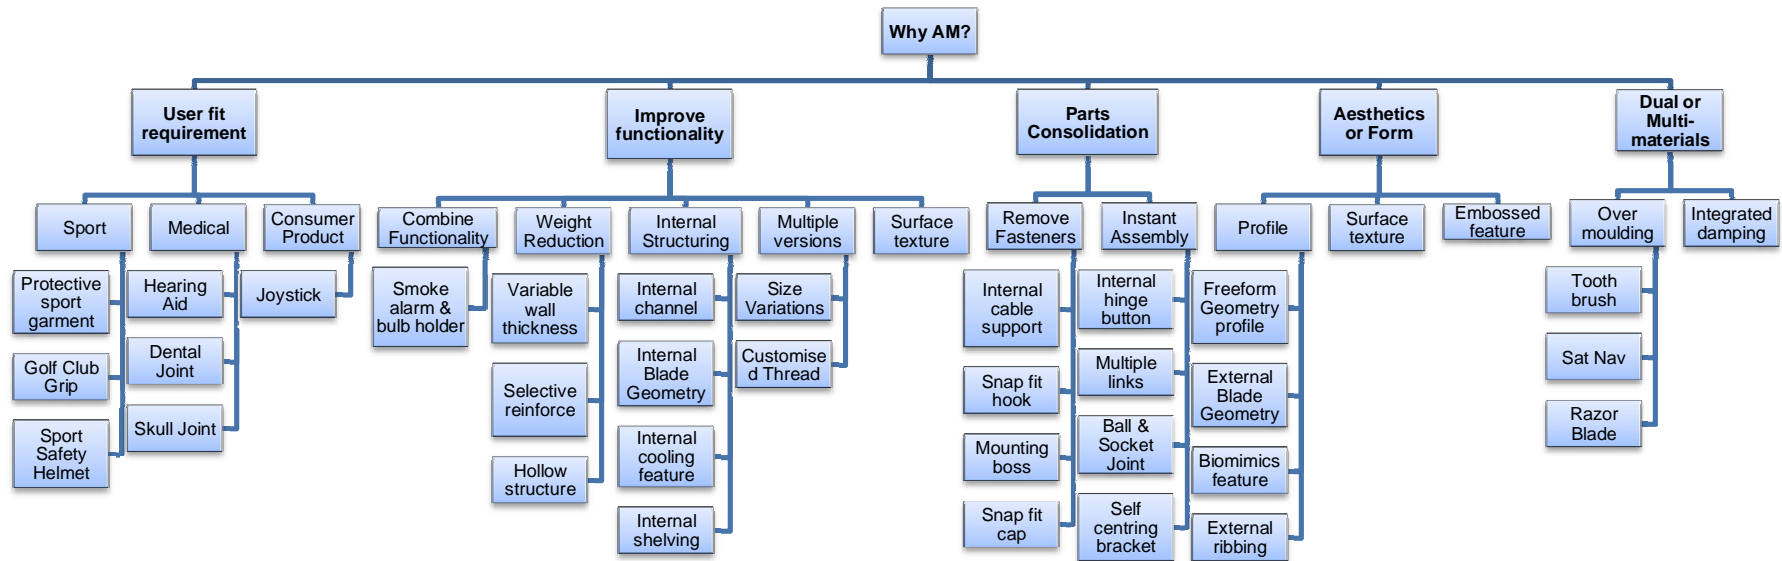 Why AM?
User fit
requirement
Improve
functionality
Parts
Consolidation
Aesthetics
or Form
Dual or
Multi-
materials
Sport
Medical
Consumer
Product
Combine
Functionality
Weight
Reduction
Internal
Structuring
Multiple
versions
Surface
texture
Remove
Fasteners
Instant
Assembly
Profile
Surface
texture
Embossed
feature
Over
moulding
Integrated
damping
Protective
sport
garment
Golf Club
Grip
Sport
Safety
Helmet
Hearing
Aid
Dental
Joint
Skull Joint
Joystick
Smoke
alarm &
bulb holder
Variable
wall
thickness
Selective
reinforce
Hollow
structure
Internal
channel
Internal
Blade
Geometry
Internal
cooling
feature
Internal
shelving
Size
Variations
Customise
d Thread
Internal
cable
support
Snap fit
hook
Mounting
boss
Snap fit
cap
Internal
hinge
button
Multiple
links
Ball &
Socket
Joint
Self
centring
bracket
Freeform
Geometry
profile
External
Blade
Geometry
Biomimics
feature
External
ribbing
Tooth
brush
Sat Nav
Razor
Blade